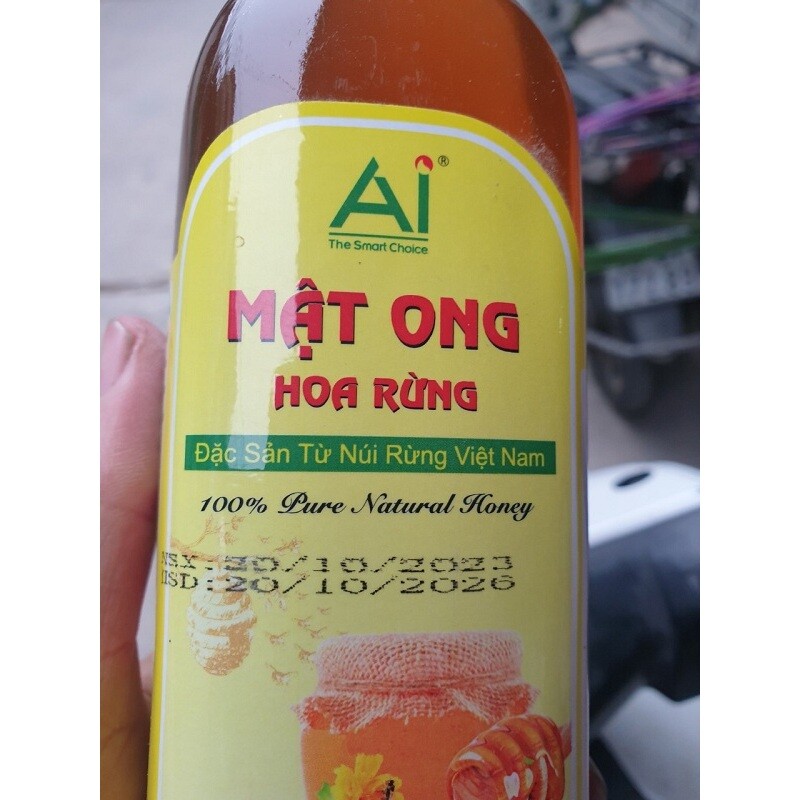 Ai®
The Smart Choice
MẬT ONG
HOA RỪNG
Đặc Sản Từ Núi Rừng Việt Nam
100% Pure Natural Honey
NSX:20/10/2023
HSD:20/10/2026